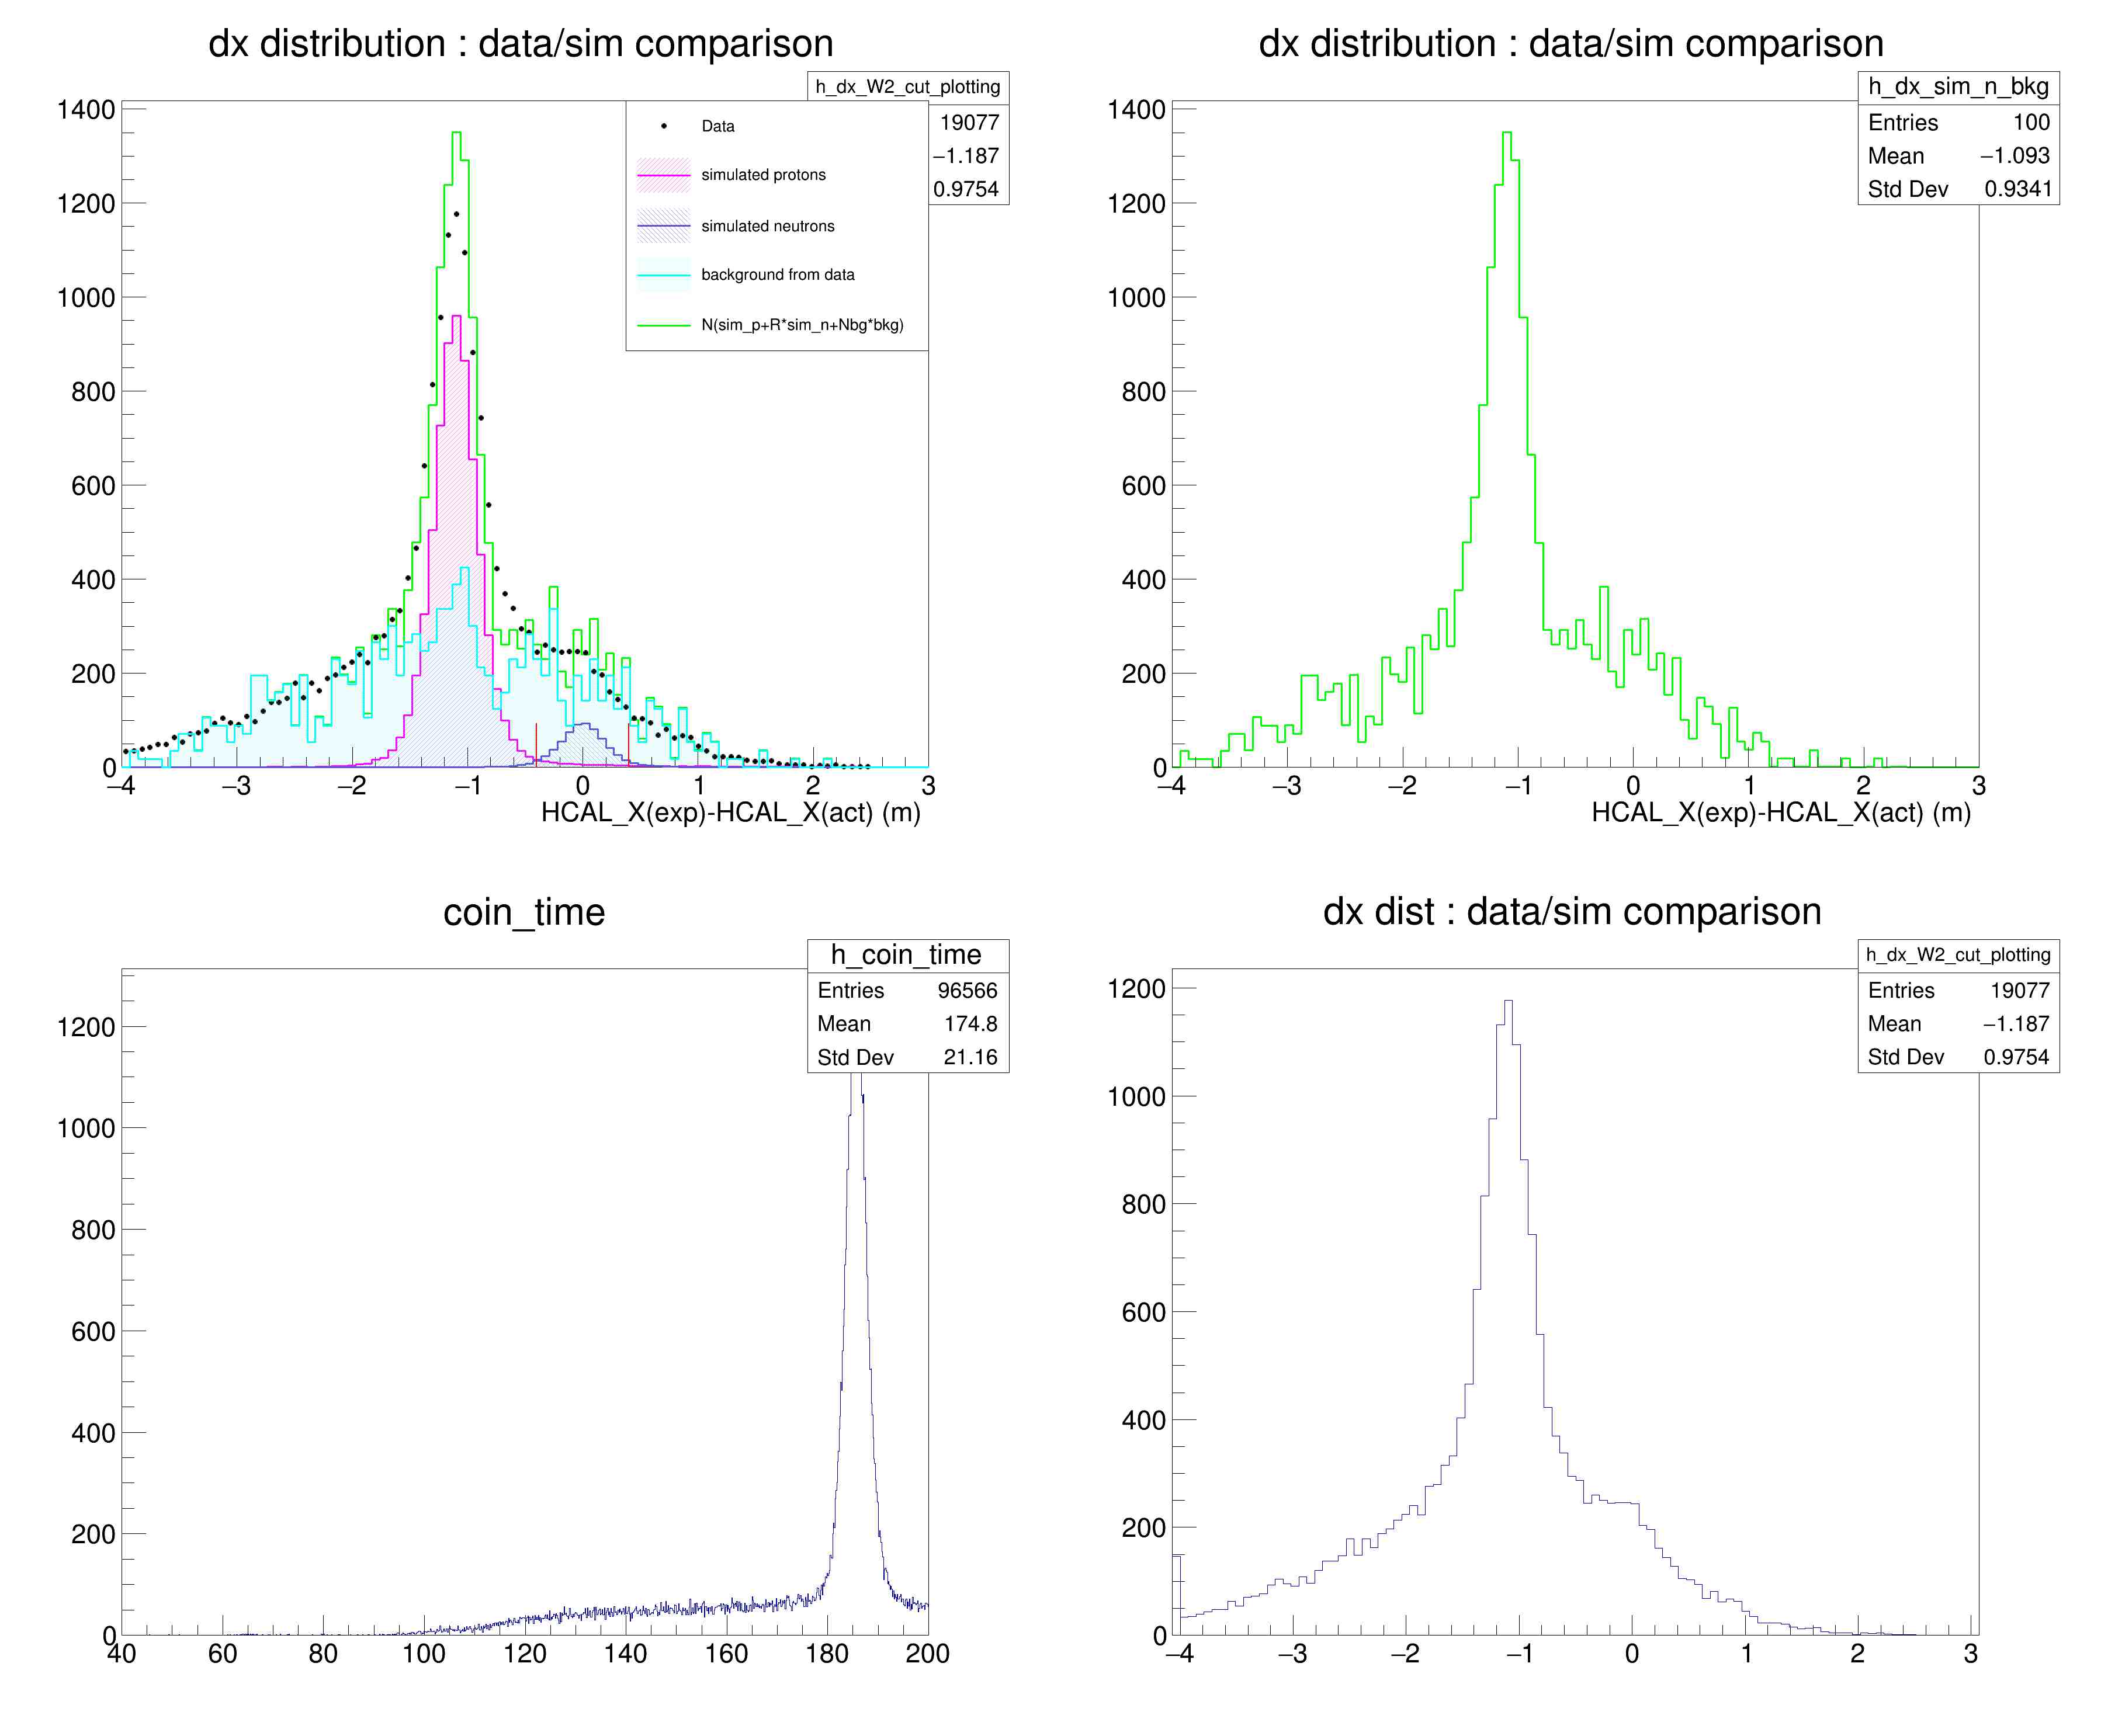 dx distribution : data/sim comparison
h_dx_W2_cut_plotting
19077
−1.187
0.9754
Data
simulated protons
simulated neutrons
background from data
N(sim_p+R*sim_n+Nbg*bkg)
1400
1200
1000
800
600
400
200
0
−4 −3 −2 −1 0 1 2 3
HCAL_X(exp)-HCAL_X(act) (m)
dx distribution : data/sim comparison
h_dx_sim_n_bkg
Entries 100
Mean −1.093
Std Dev 0.9341
1400
1200
1000
800
600
400
200
0
−4 −3 −2 −1 0 1 2 3
HCAL_X(exp)-HCAL_X(act) (m)
coin_time
h_coin_time
Entries 96566
Mean 174.8
Std Dev 21.16
1200
1000
800
600
400
200
0
40 60 80 100 120 140 160 180 200
dx dist : data/sim comparison
h_dx_W2_cut_plotting
Entries 19077
Mean −1.187
Std Dev 0.9754
1200
1000
800
600
400
200
0
−4 −3 −2 −1 0 1 2 3